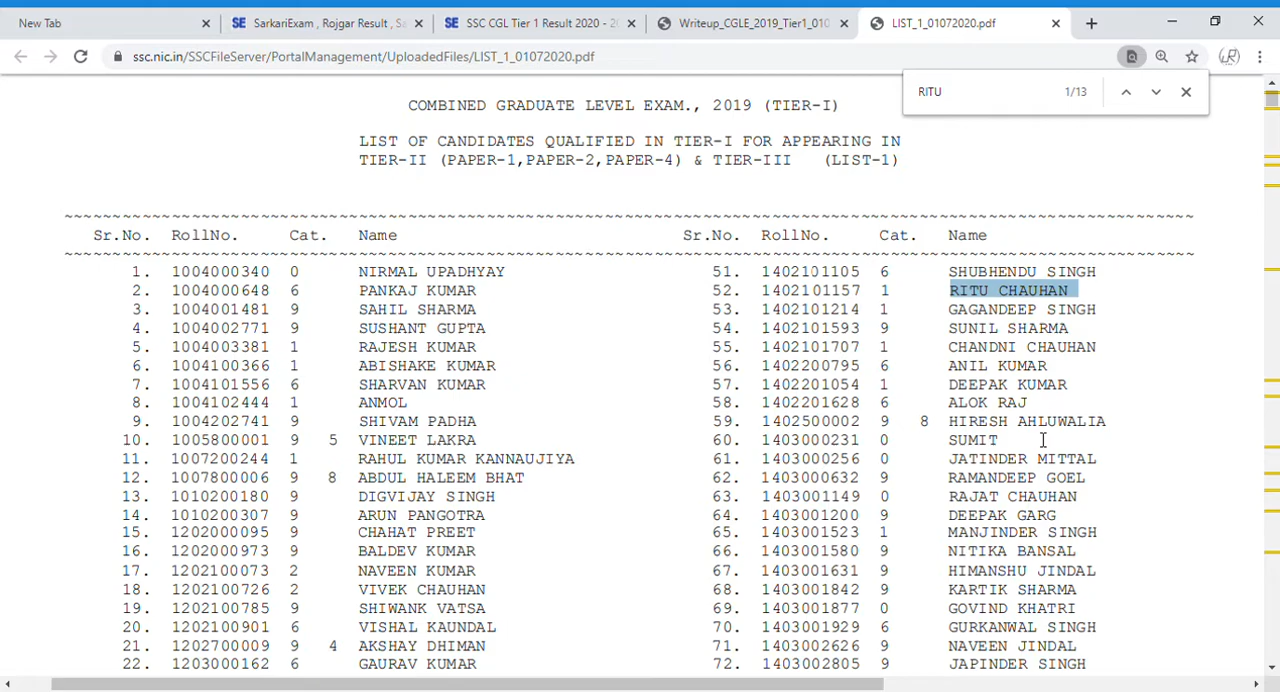 New Tab
SE SarkariExam , Rojgar Result , Sa
SE SSC CGL Tier 1 Result 2020 - 2
Writeup_CGLE_2019_Tier1_010
LIST_1_01072020.pdf
ssc.nic.in/SSCFileServer/PortalManagement/UploadedFiles/LIST_1_01072020.pdf
RITU 1/13
COMBINED GRADUATE LEVEL EXAM., 2019 (TIER-I)
LIST OF CANDIDATES QUALIFIED IN TIER-I FOR APPEARING IN
TIER-II (PAPER-1,PAPER-2,PAPER-4) & TIER-III (LIST-1)
Sr.No. RollNo. Cat. Name Sr.No. RollNo. Cat. Name
1. 1004000340 0 NIRMAL UPADHYAY 51. 1402101105 6 SHUBHENDU SINGH
2. 1004000648 6 PANKAJ KUMAR 52. 1402101157 1 RITU CHAUHAN
3. 1004001481 9 SAHIL SHARMA 53. 1402101214 1 GAGANDEEP SINGH
4. 1004002771 9 SUSHANT GUPTA 54. 1402101593 9 SUNIL SHARMA
5. 1004003381 1 RAJESH KUMAR 55. 1402101707 1 CHANDNI CHAUHAN
6. 1004100366 1 ABISHAKE KUMAR 56. 1402200795 6 ANIL KUMAR
7. 1004101556 6 SHARVAN KUMAR 57. 1402201054 1 DEEPAK KUMAR
8. 1004102444 1 ANMOL 58. 1402201628 6 ALOK RAJ
9. 1004202741 9 SHIVAM PADHA 59. 1402500002 9 8 HIRESH AHLUWALIA
10. 1005800001 9 5 VINEET LAKRA 60. 1403000231 0 SUMIT
11. 1007200244 1 RAHUL KUMAR KANNAUJIYA 61. 1403000256 0 JATINDER MITTAL
12. 1007800006 9 8 ABDUL HALEEM BHAT 62. 1403000632 9 RAMANDEEP GOEL
13. 1010200180 9 DIGVIJAY SINGH 63. 1403001149 0 RAJAT CHAUHAN
14. 1010200307 9 ARUN PANGOTRA 64. 1403001200 9 DEEPAK GARG
15. 1202000095 9 CHAHAT PREET 65. 1403001523 1 MANJINDER SINGH
16. 1202000973 9 BALDEV KUMAR 66. 1403001580 9 NITIKA BANSAL
17. 1202100073 2 NAVEEN KUMAR 67. 1403001631 9 HIMANSHU JINDAL
18. 1202100726 2 VIVEK CHAUHAN 68. 1403001842 9 KARTIK SHARMA
19. 1202100785 9 SHIWANK VATSA 69. 1403001877 0 GOVIND KHATRI
20. 1202100901 6 VISHAL KAUNDAL 70. 1403001929 6 GURKANWAL SINGH
21. 1202700009 9 4 AKSHAY DHIMAN 71. 1403002626 9 NAVEEN JINDAL
22. 1203000162 6 GAURAV KUMAR 72. 1403002805 9 JAPINDER SINGH